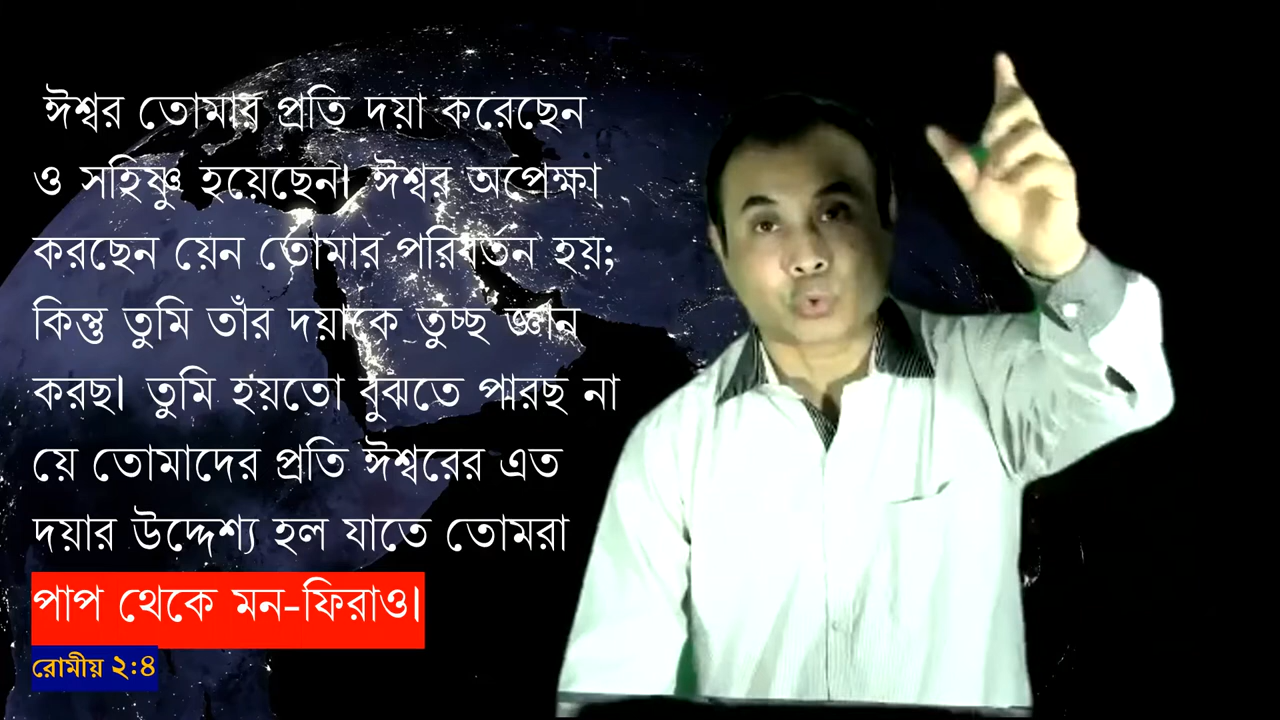 ঈশ্বর তোমার প্রতি দয়া করেছেন
ও সহিষ্ণু হয়েছেন। ঈশ্বর অপেক্ষা
করছেন য়েন তোমার পরিবর্তন হয়;
কিন্তু তুমি তাঁর দয়াকে তুচ্ছ জ্ঞান
করছ। তুমি হয়তো বুঝতে পারছ না
য়ে তোমাদের প্রতি ঈশ্বরের এত
দয়ার উদ্দেশ্য হল যাতে তোমরা
পাপ থেকে মন-ফিরাও।
রোমীয় ২:৪